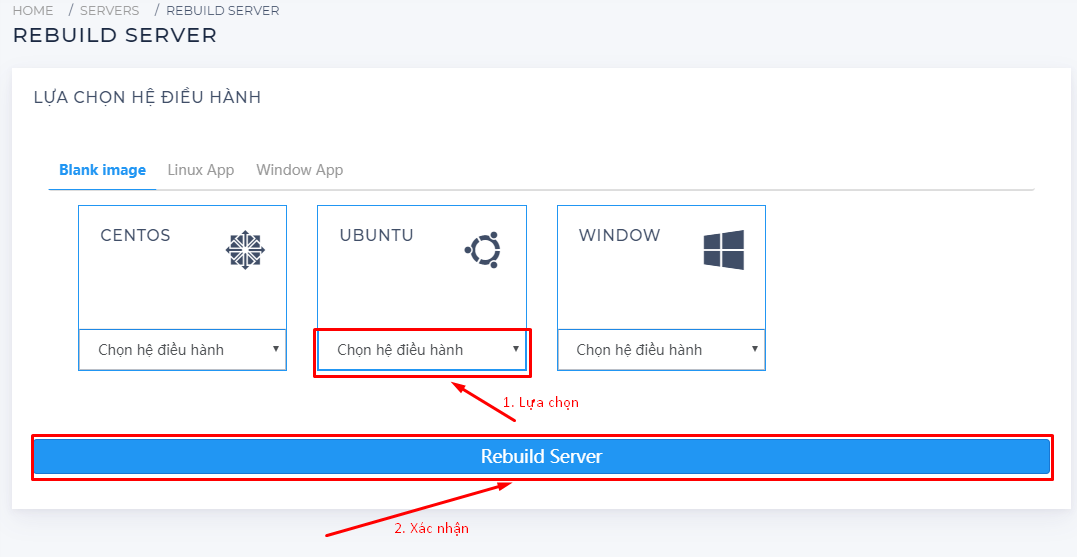 HOME / SERVERS / REBUILD SERVER
REBUILD SERVER
LỰA CHỌN HỆ ĐIỀU HÀNH
Blank image Linux App Window App
CENTOS UBUNTU WINDOW
Chọn hệ điều hành Chọn hệ điều hành Chọn hệ điều hành
1. Lựa chọn
Rebuild Server
2. Xác nhận